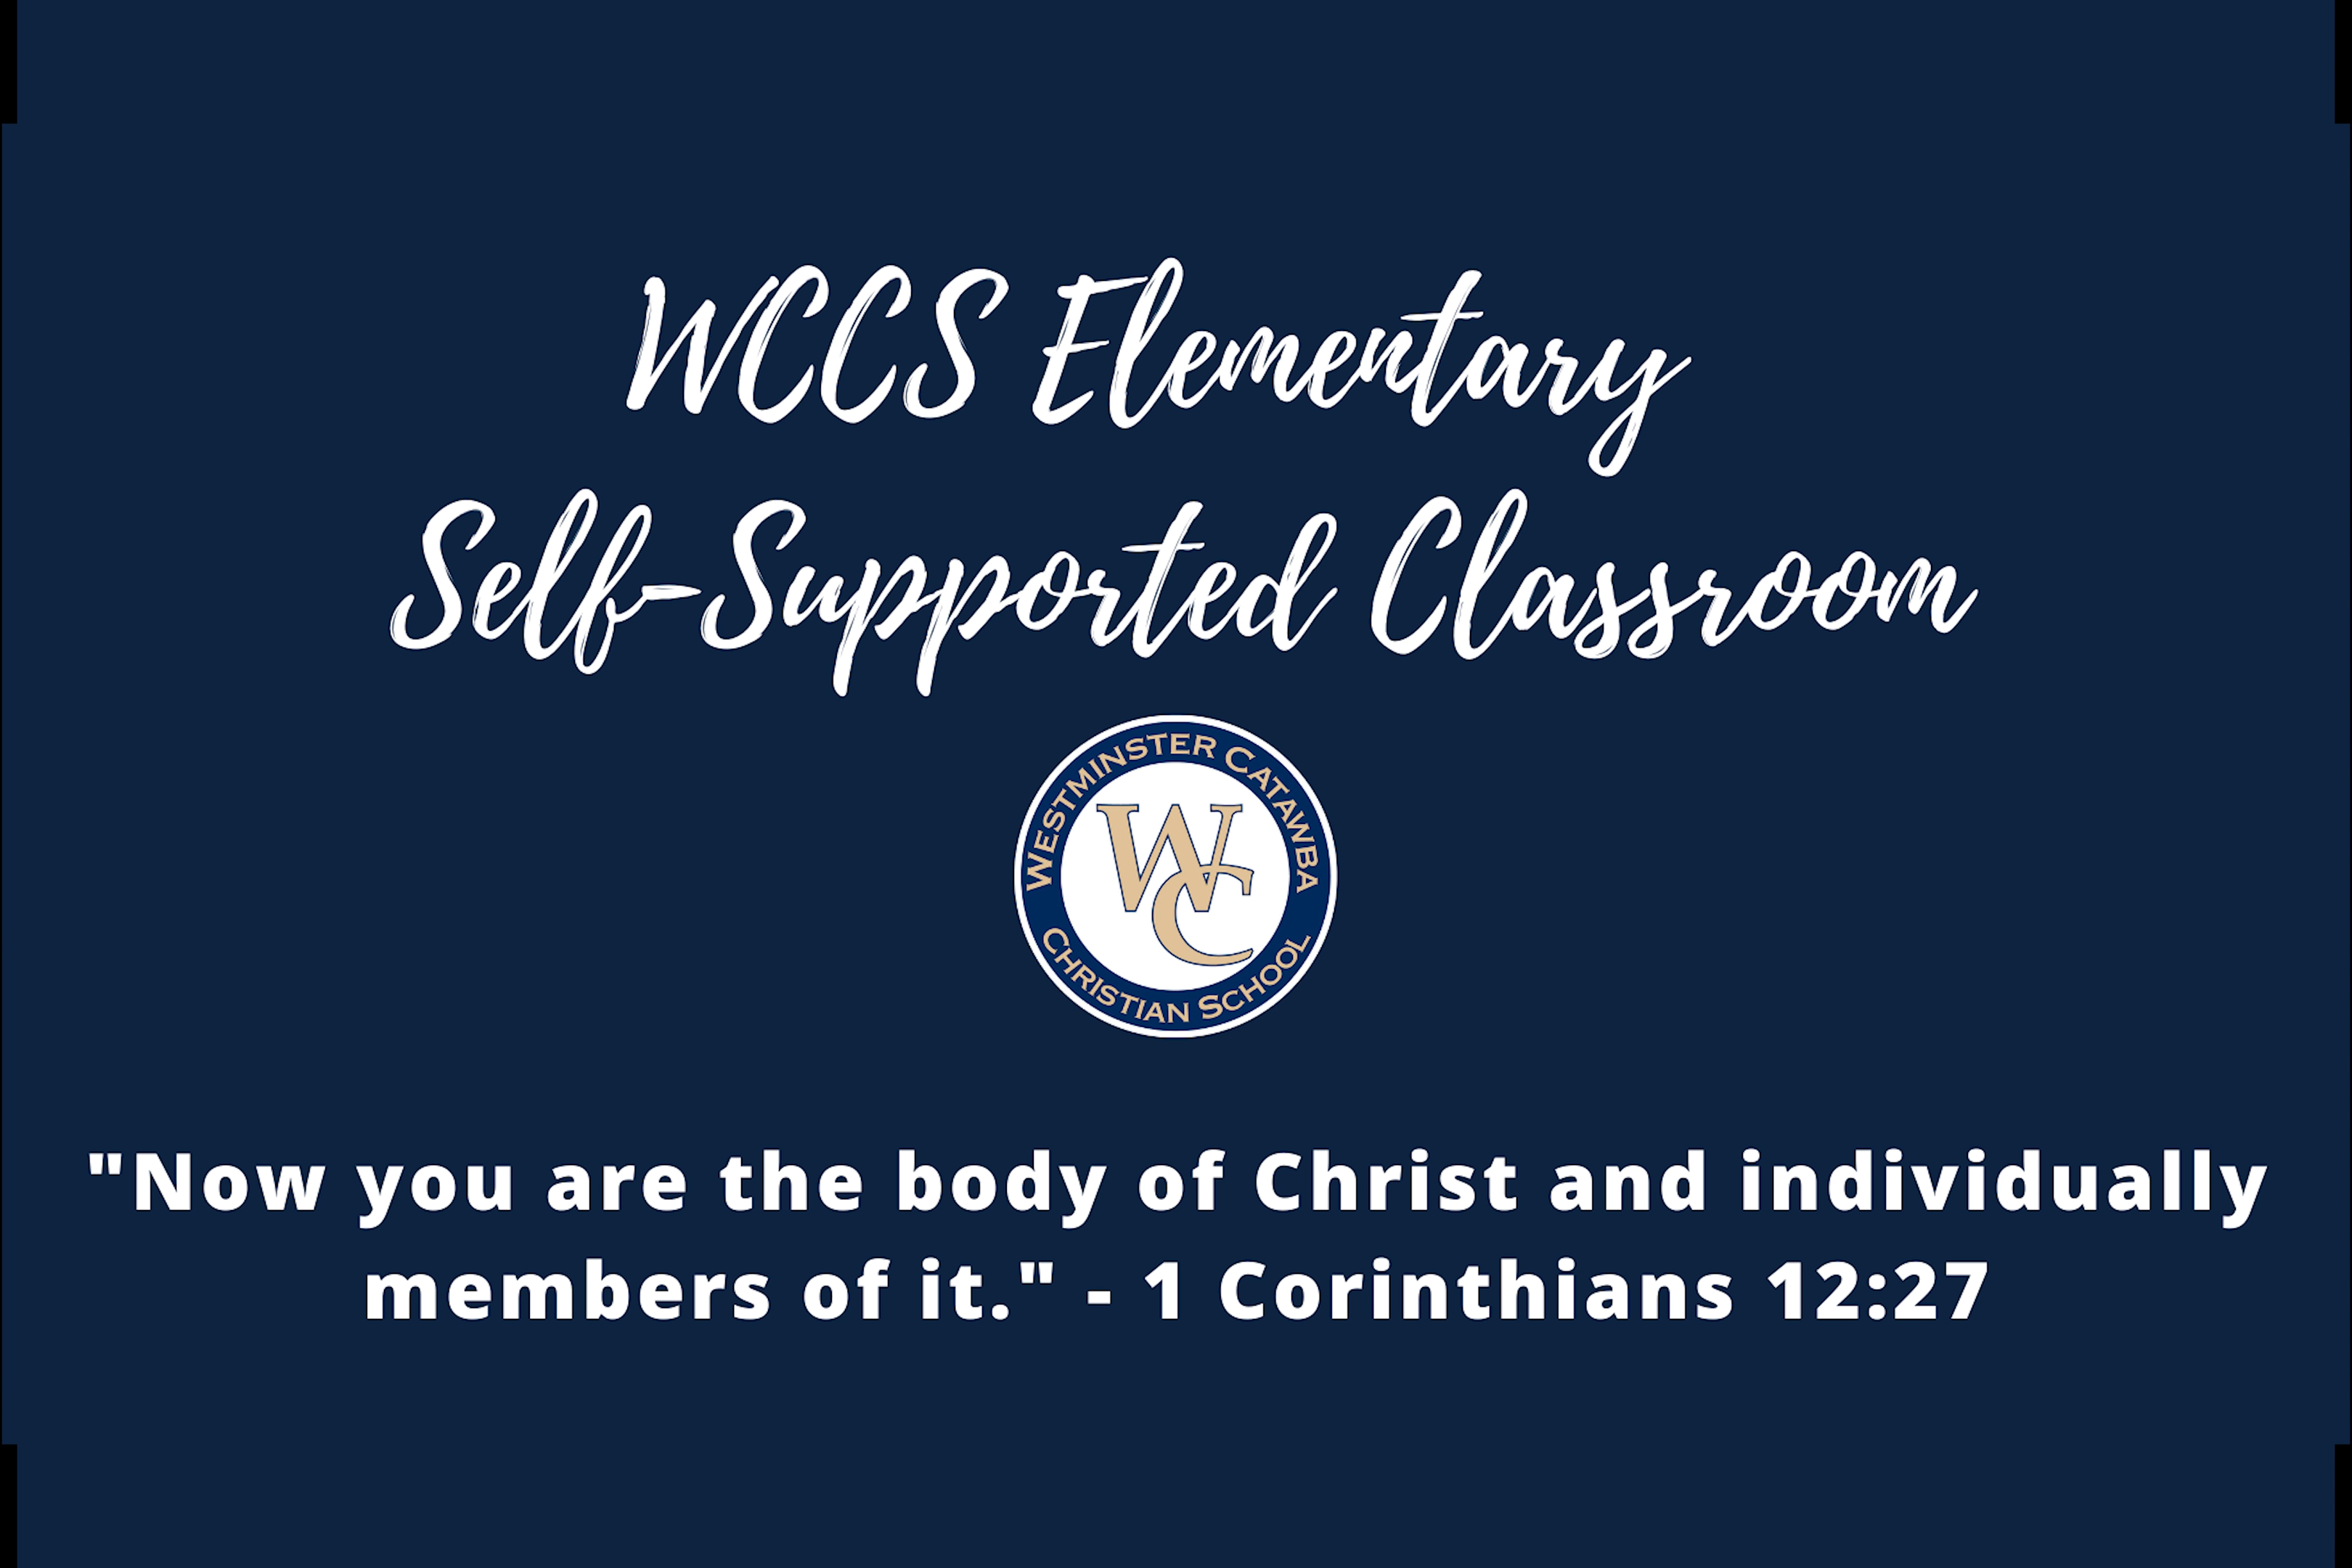 WCCS Elementary
Self-Supported Classroom
WESTMINSTER CATAWBA
WC
CHRISTIAN SCHOOL
"Now you are the body of Christ and individually
members of it." - 1 Corinthians 12:27